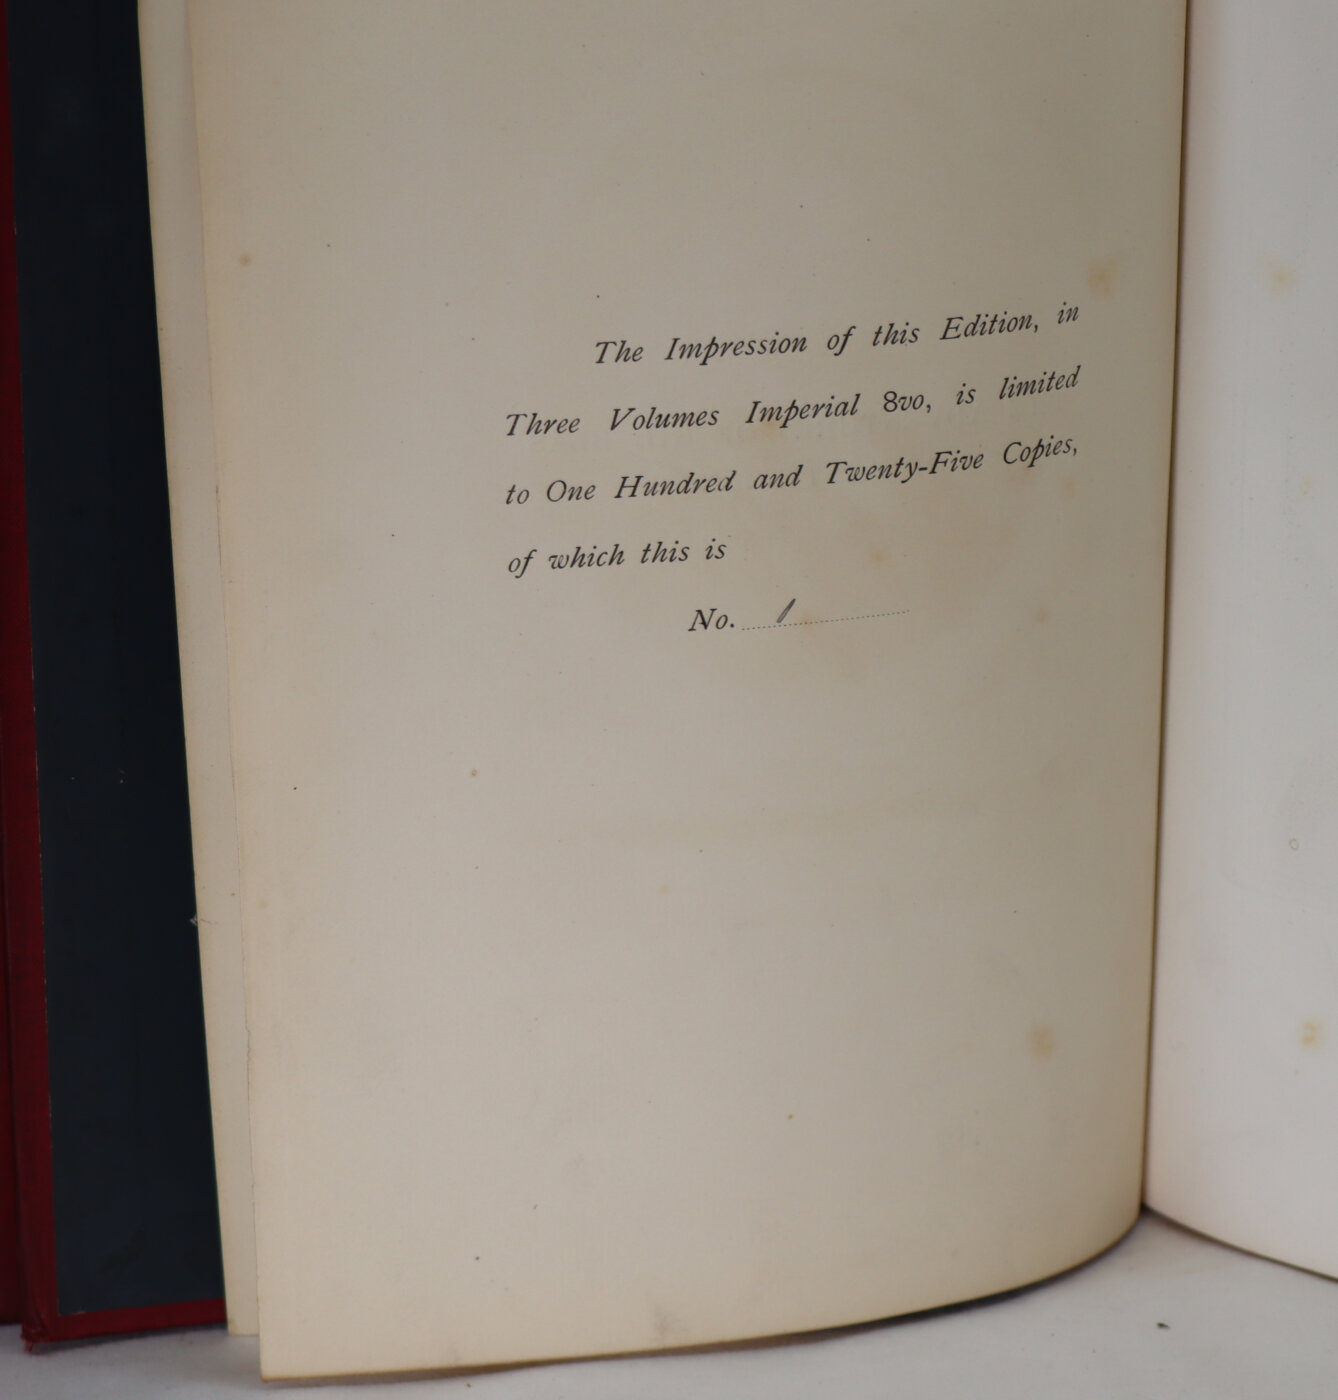 The Impression of this Edition, in
Three Volumes Imperial 8vo, is limited
to One Hundred and Twenty-Five Copies,
of which this is
No. 1